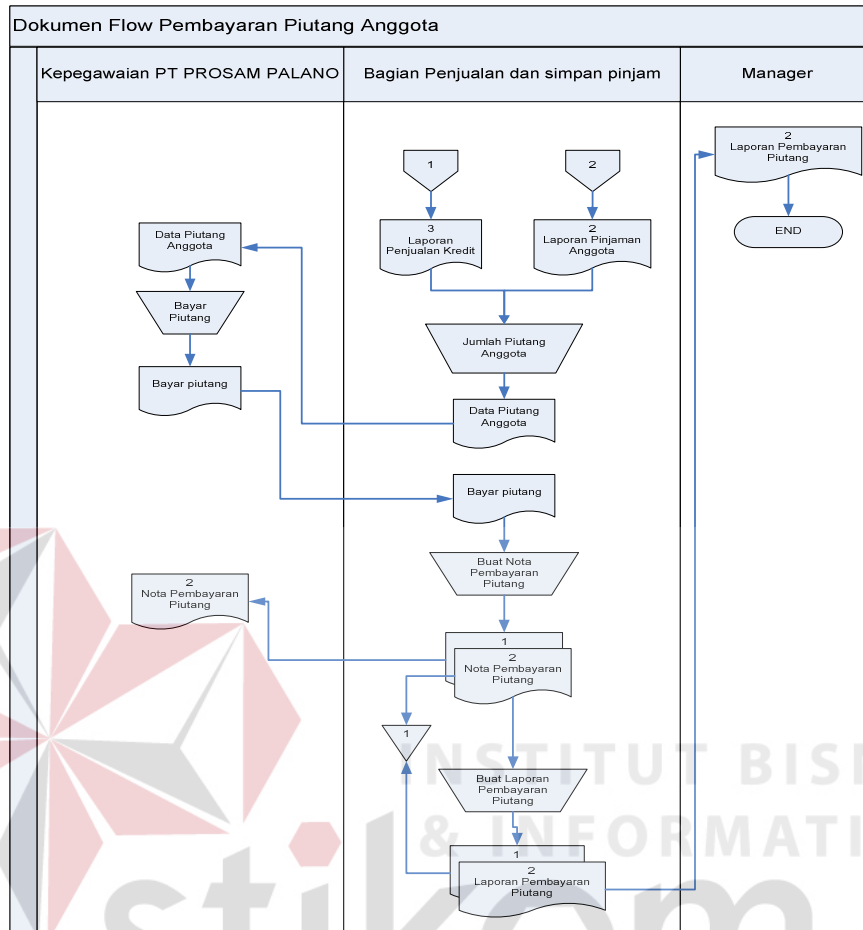 Dokumen Flow Pembayaran Piutang Anggota
Kepegawaian PT PROSAM PALANO
Bagian Penjualan dan simpan pinjam
Manager
1
2
2
Laporan Pembayaran
Piutang
END
3
Laporan
Penjualan Kredit
2
Laporan Pinjaman
Anggota
Data Piutang
Anggota
Bayar
Piutang
Bayar piutang
Jumlah Piutang
Anggota
Data Piutang
Anggota
Bayar piutang
Buat Nota
Pembayaran
Piutang
2
Nota Pembayaran
Piutang
1
2
Nota Pembayaran
Piutang
1
Buat Laporan
Pembayaran
Piutang
1
2
Laporan Pembayaran
Piutang
INSTITUT BISN
& INFORMATI
stikom